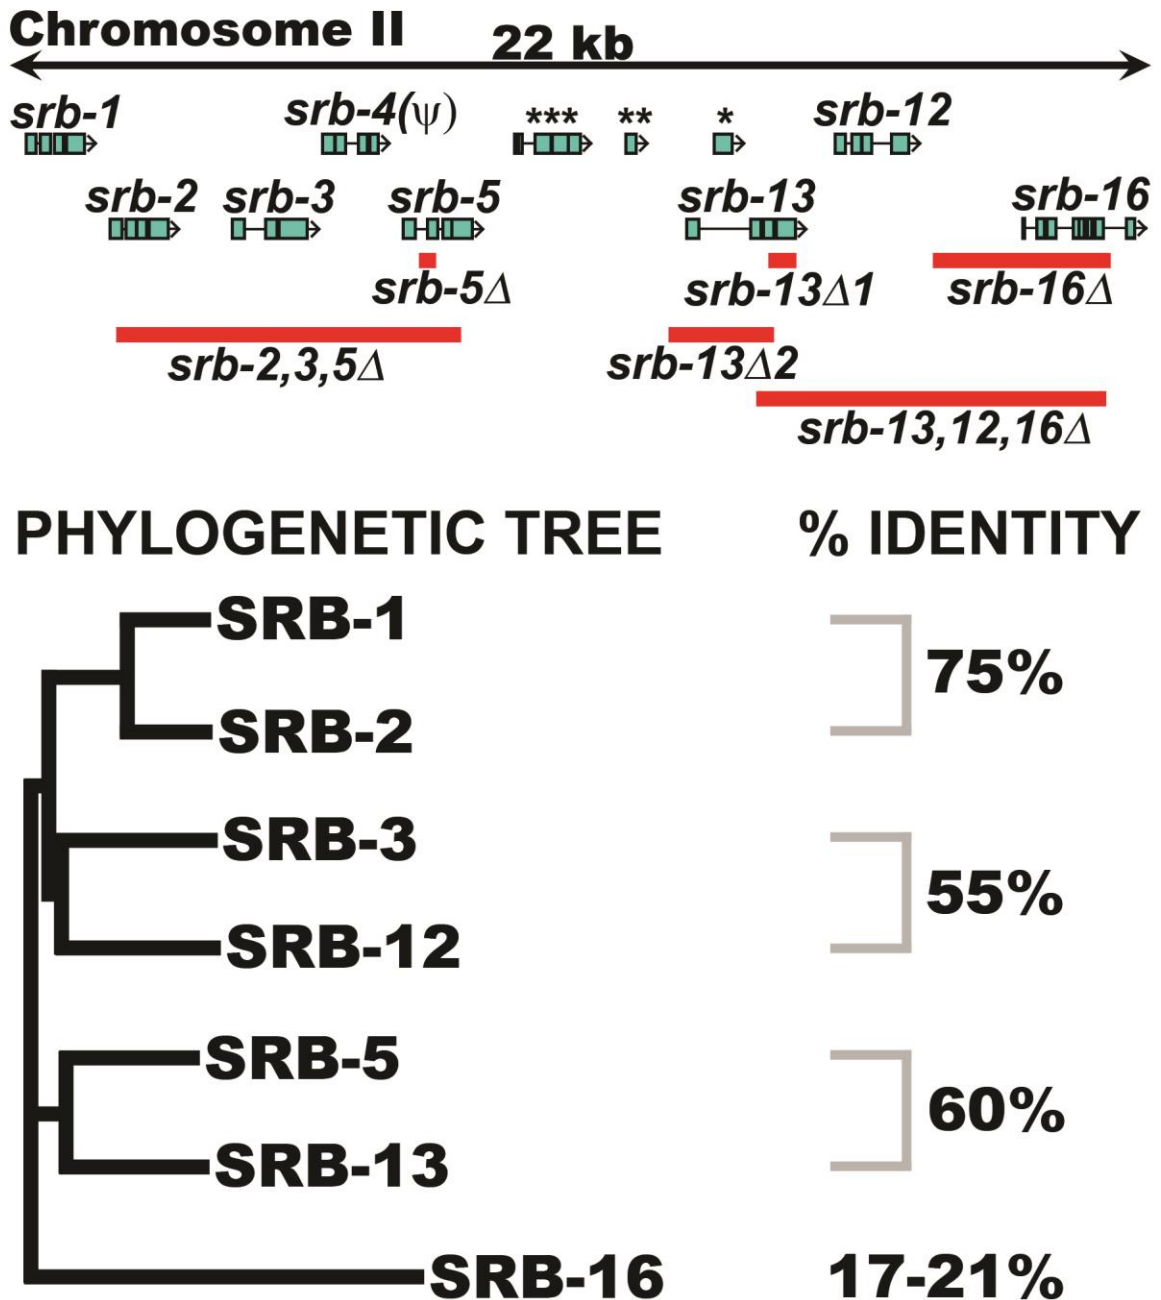 Chromosome II
22 kb
srb-1
srb-4(ψ)
***
**
*
srb-12
srb-2
srb-3
srb-5
srb-13
srb-16
srb-5Δ
srb-13Δ1
srb-16Δ
srb-2,3,5Δ
srb-13Δ2
srb-13,12,16Δ
PHYLOGENETIC TREE
% IDENTITY
SRB-1
75%
SRB-2
SRB-3
55%
SRB-12
SRB-5
60%
SRB-13
SRB-16
17-21%